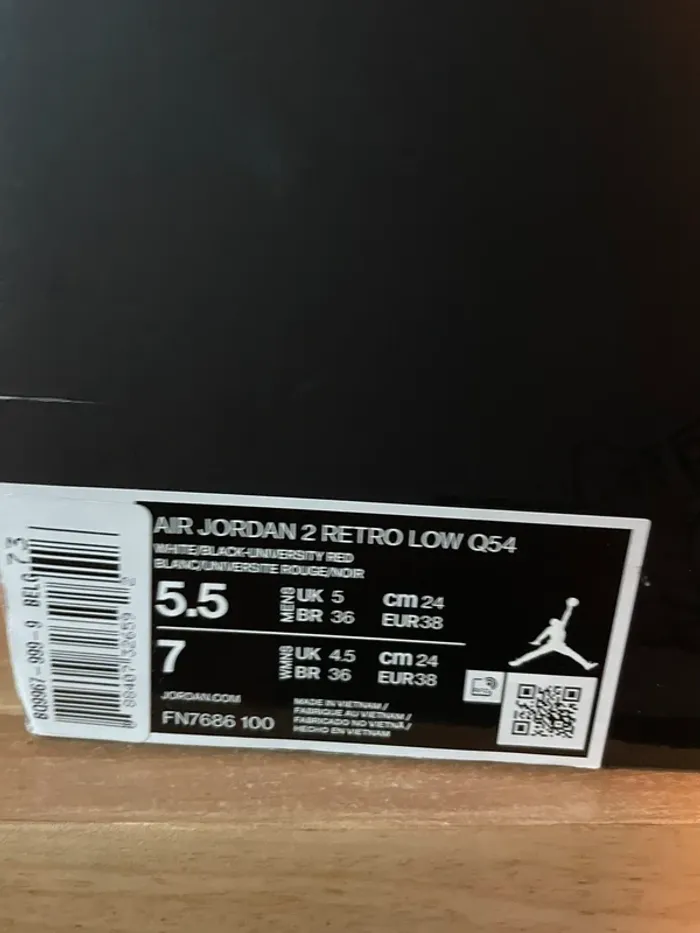 AIR JORDAN 2 RETRO LOW Q54
WHITE/BLACK-UNIVERSITY RED
BLANC/UNIVERSITE ROUGE/NOIR
5.5
MENS
UK 5
BR 36
cm 24
EUR38
7
WMNS
UK 4.5
BR 36
cm 24
EUR38
JORDAN.COM
FN7686 100
MADE IN VIETNAM /
FABRIQUE AU VIETNAM /
FABRICADO NO VIETNÃ /
HECHO EN VIETNAM
73
BELG